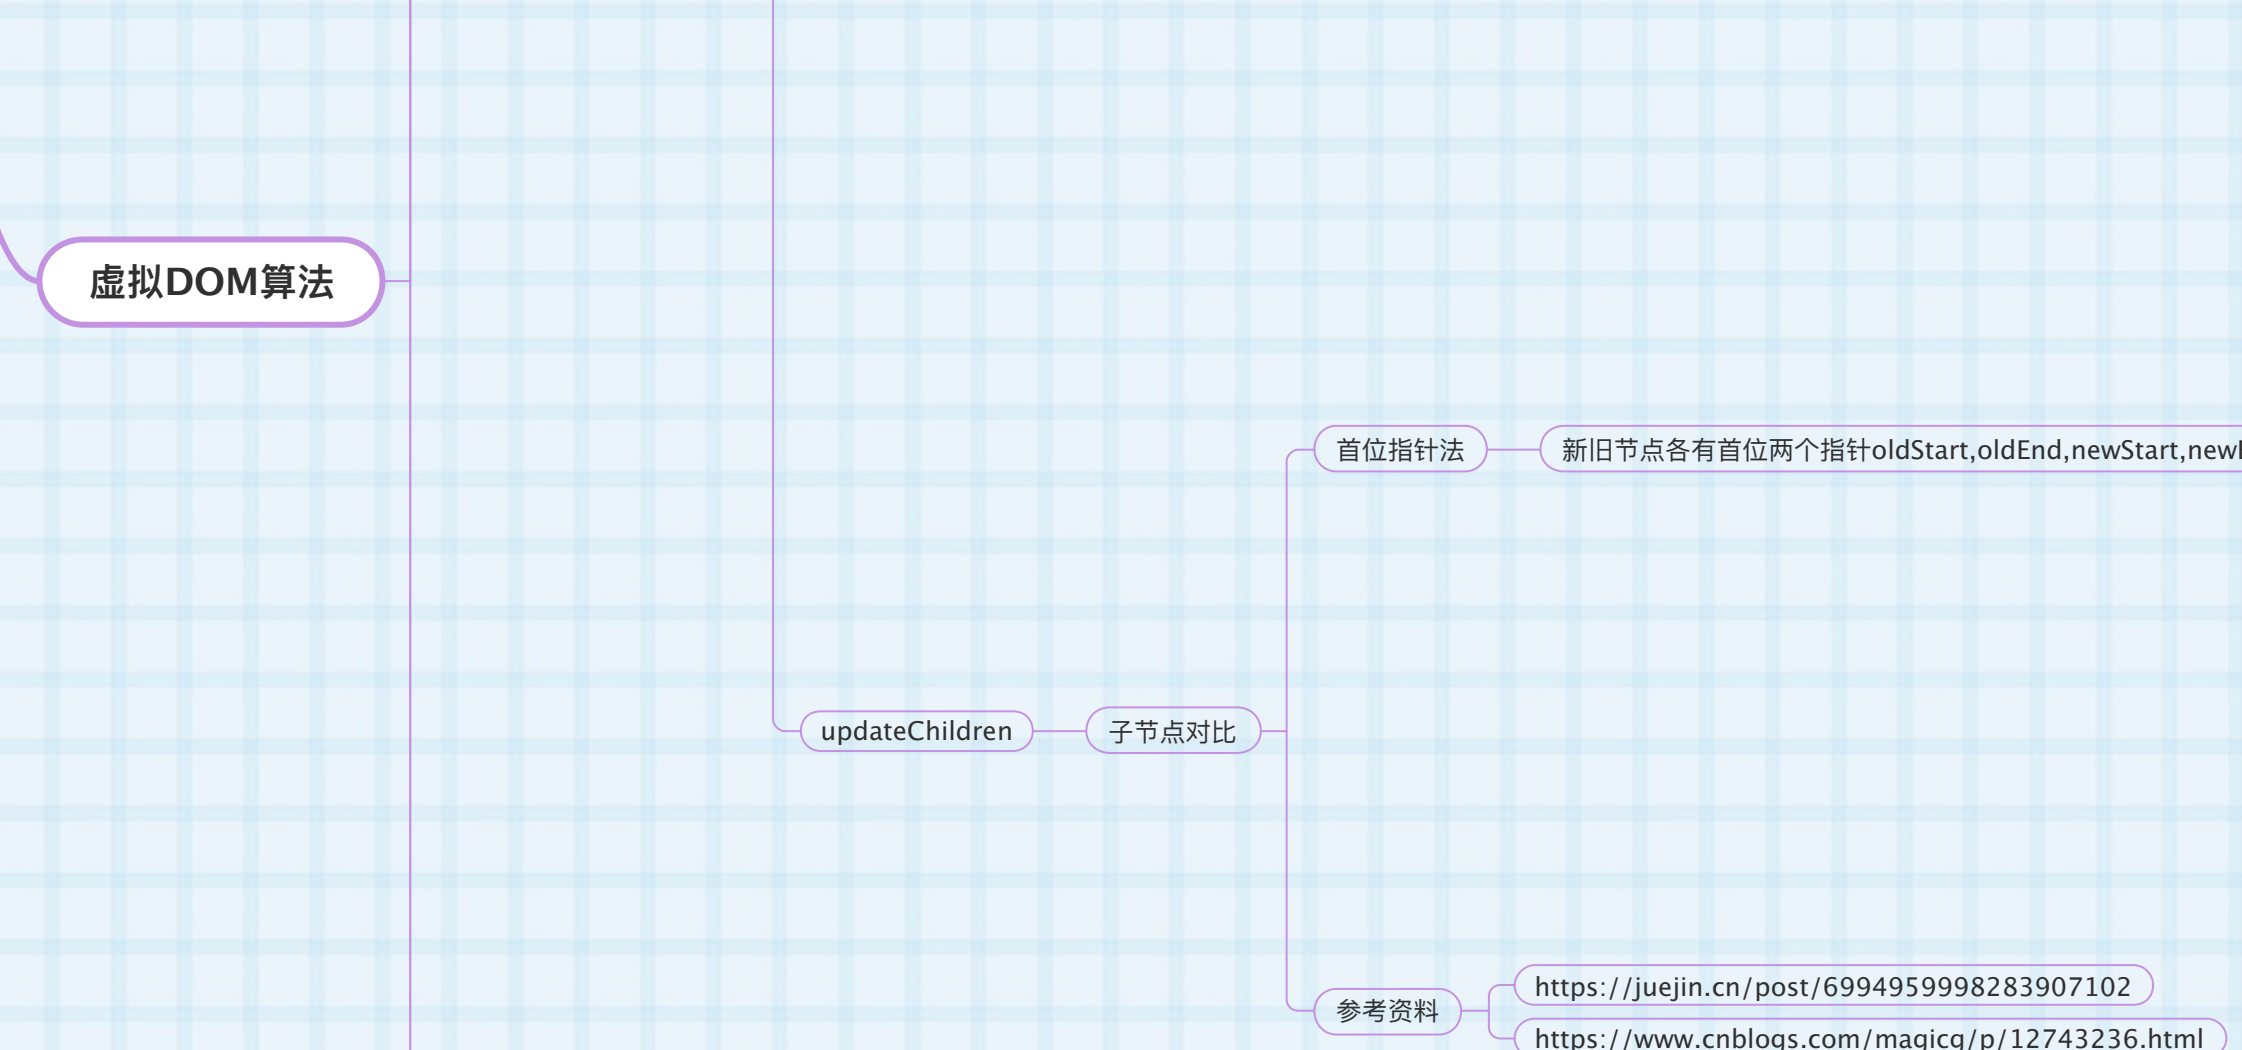 虚拟DOM算法
updateChildren
子节点对比
首位指针法
新旧节点各有首位两个指针oldStart,oldEnd,newStart,new
参考资料
https://juejin.cn/post/6994959998283907102
https://www.cnblogs.com/magicg/p/12743236.html